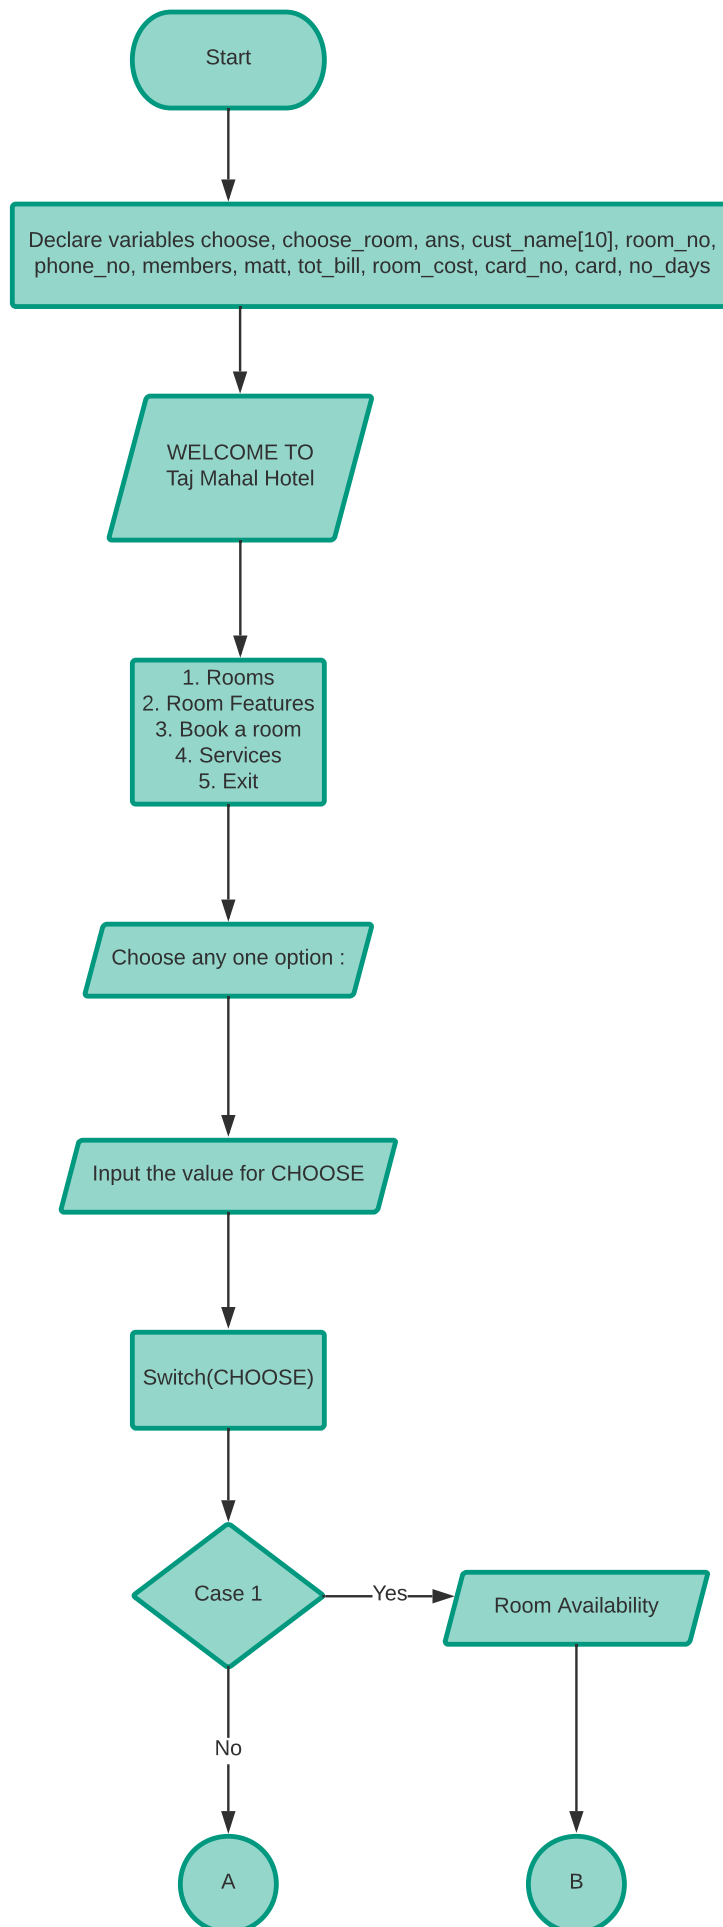 Start
Declare variables choose, choose_room, ans, cust_name[10], room_no,
phone_no, members, matt, tot_bill, room_cost, card_no, card, no_days
WELCOME TO
Taj Mahal Hotel
1. Rooms
2. Room Features
3. Book a room
4. Services
5. Exit
Choose any one option :
Input the value for CHOOSE
Switch(CHOOSE)
Case 1
Yes
Room Availability
No
A
B